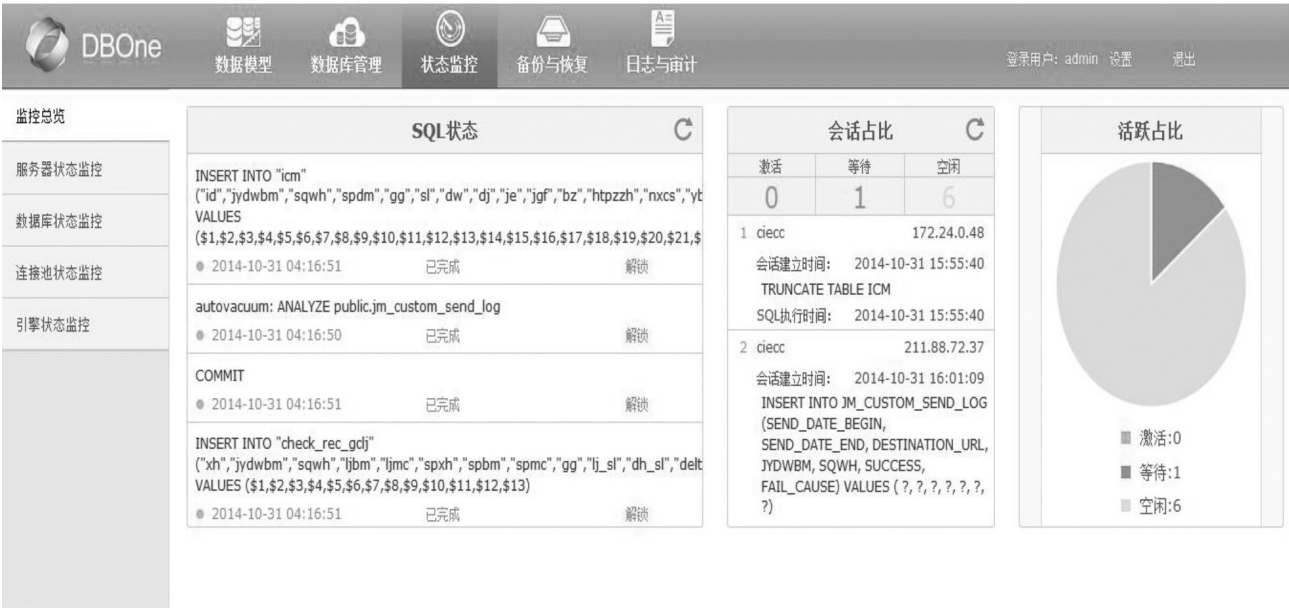 DBOne
数据模型
数据库管理
状态监控
备份与恢复
日志与审计
登录用户：admin 设置 退出
监控总览
服务器状态监控
数据库状态监控
连接池状态监控
引擎状态监控
SQL状态
INSERT INTO "icm"
("id","jydwbm","sqwh","spdm","gg","sl","dw","dj","je","jgf","bz","htpzzh","nxcs","yt
VALUES
($1,$2,$3,$4,$5,$6,$7,$8,$9,$10,$11,$12,$13,$14,$15,$16,$17,$18,$19,$20,$21,$
2014-10-31 04:16:51 已完成 解锁
autovacuum: ANALYZE public.jm_custom_send_log
2014-10-31 04:16:50 已完成 解锁
COMMIT
2014-10-31 04:16:51 已完成 解锁
INSERT INTO "check_rec_gclj"
("xh","jydwbm","sqwh","ljbm","ljmc","spxh","spbm","spmc","gg","lj_sl","dh_sl","delt
VALUES ($1,$2,$3,$4,$5,$6,$7,$8,$9,$10,$11,$12,$13)
2014-10-31 04:16:51 已完成 解锁
会话占比
激活 等待 空闲
0 1 6
1 ciecc 172.24.0.48
会话建立时间： 2014-10-31 15:55:40
TRUNCATE TABLE ICM
SQL执行时间： 2014-10-31 15:55:40
2 ciecc 211.88.72.37
会话建立时间： 2014-10-31 16:01:09
INSERT INTO JM_CUSTOM_SEND_LOG
(SEND_DATE_BEGIN,
SEND_DATE_END, DESTINATION_URL,
JYDWBM, SQWH, SUCCESS,
FAIL_CAUSE) VALUES ( ?, ?, ?, ?, ?, ?,
?)
活跃占比
激活:0
等待:1
空闲:6